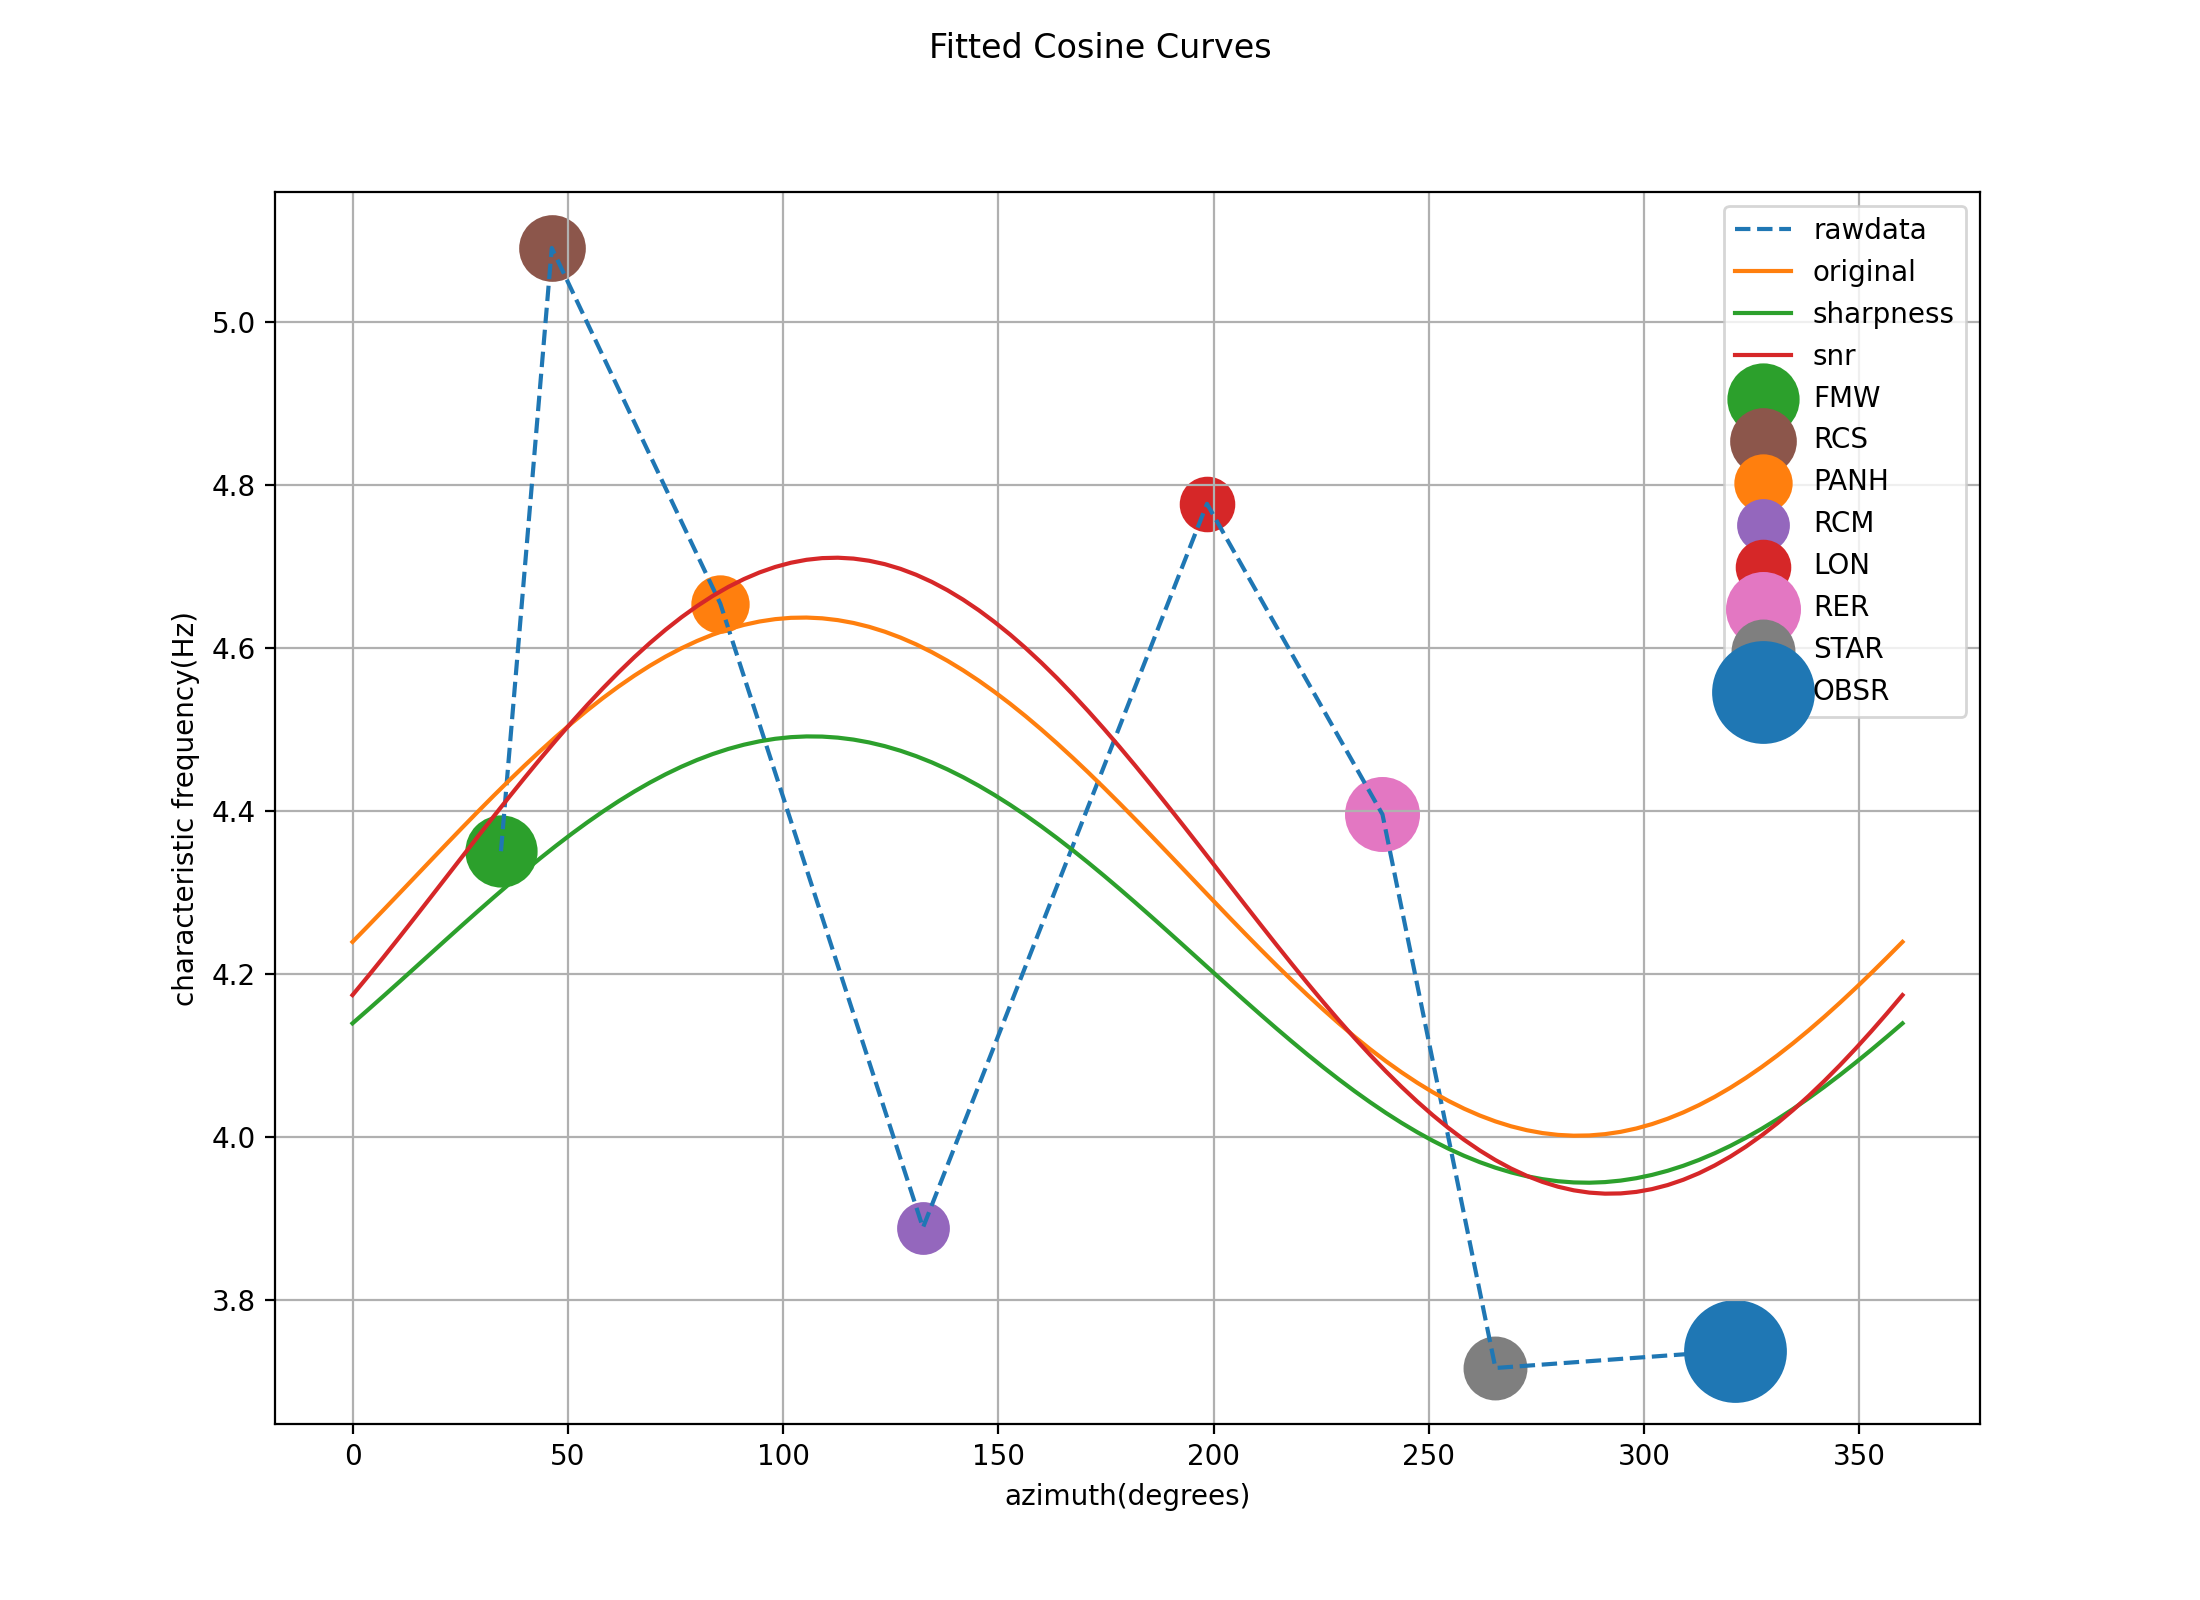 Fitted Cosine Curves
characteristic frequency(Hz)
5.0
4.8
4.6
4.4
4.2
4.0
3.8
rawdata
original
sharpness
snr
FMW
RCS
PANH
RCM
LON
RER
STAR
OBSR
0 50 100 150 200 250 300 350
azimuth(degrees)